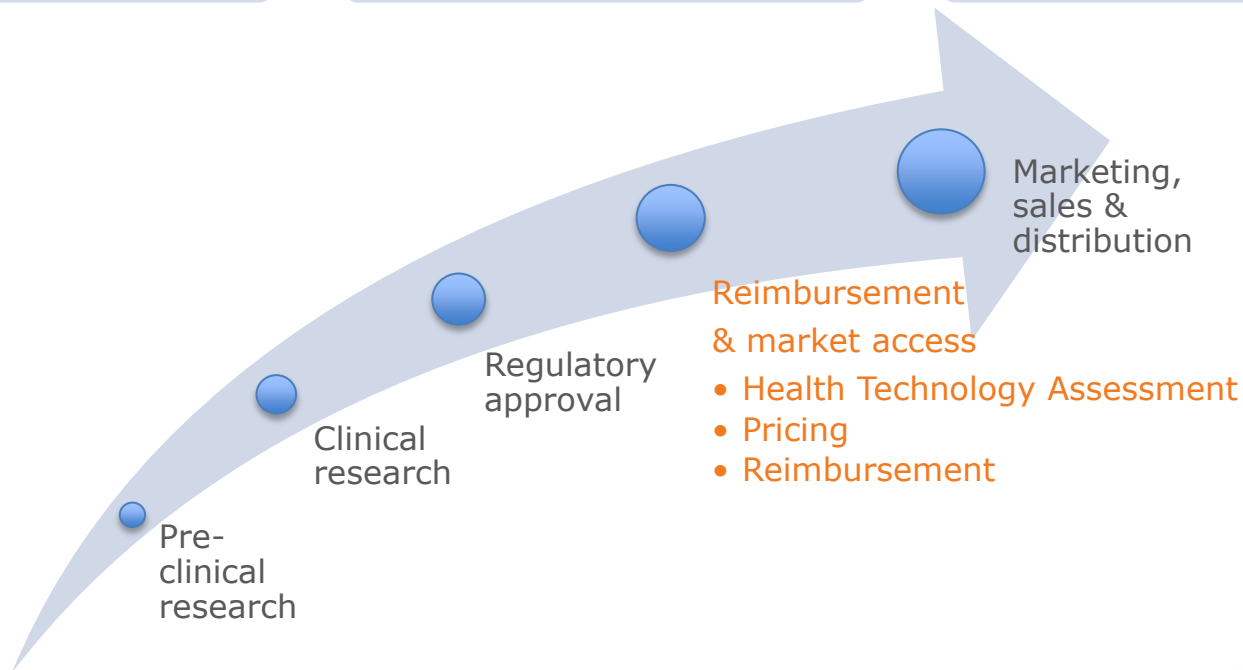 Marketing,
sales &
distribution
Reimbursement
& market access
• Health Technology Assessment
• Pricing
• Reimbursement
Regulatory
approval
Clinical
research
Pre-
clinical
research